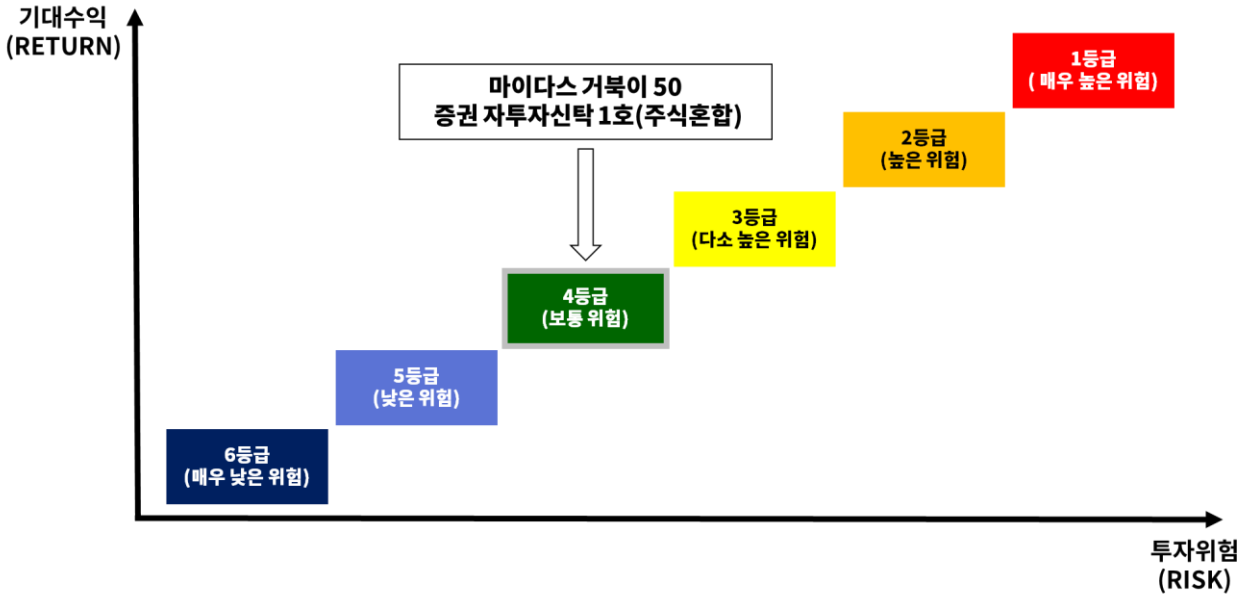 기대수익
(RETURN)
마이다스 거북이 50
증권 자투자신탁 1호(주식혼합)
1등급
( 매우 높은 위험)
2등급
(높은 위험)
3등급
(다소 높은 위험)
4등급
(보통 위험)
5등급
(낮은 위험)
6등급
(매우 낮은 위험)
투자위험
(RISK)